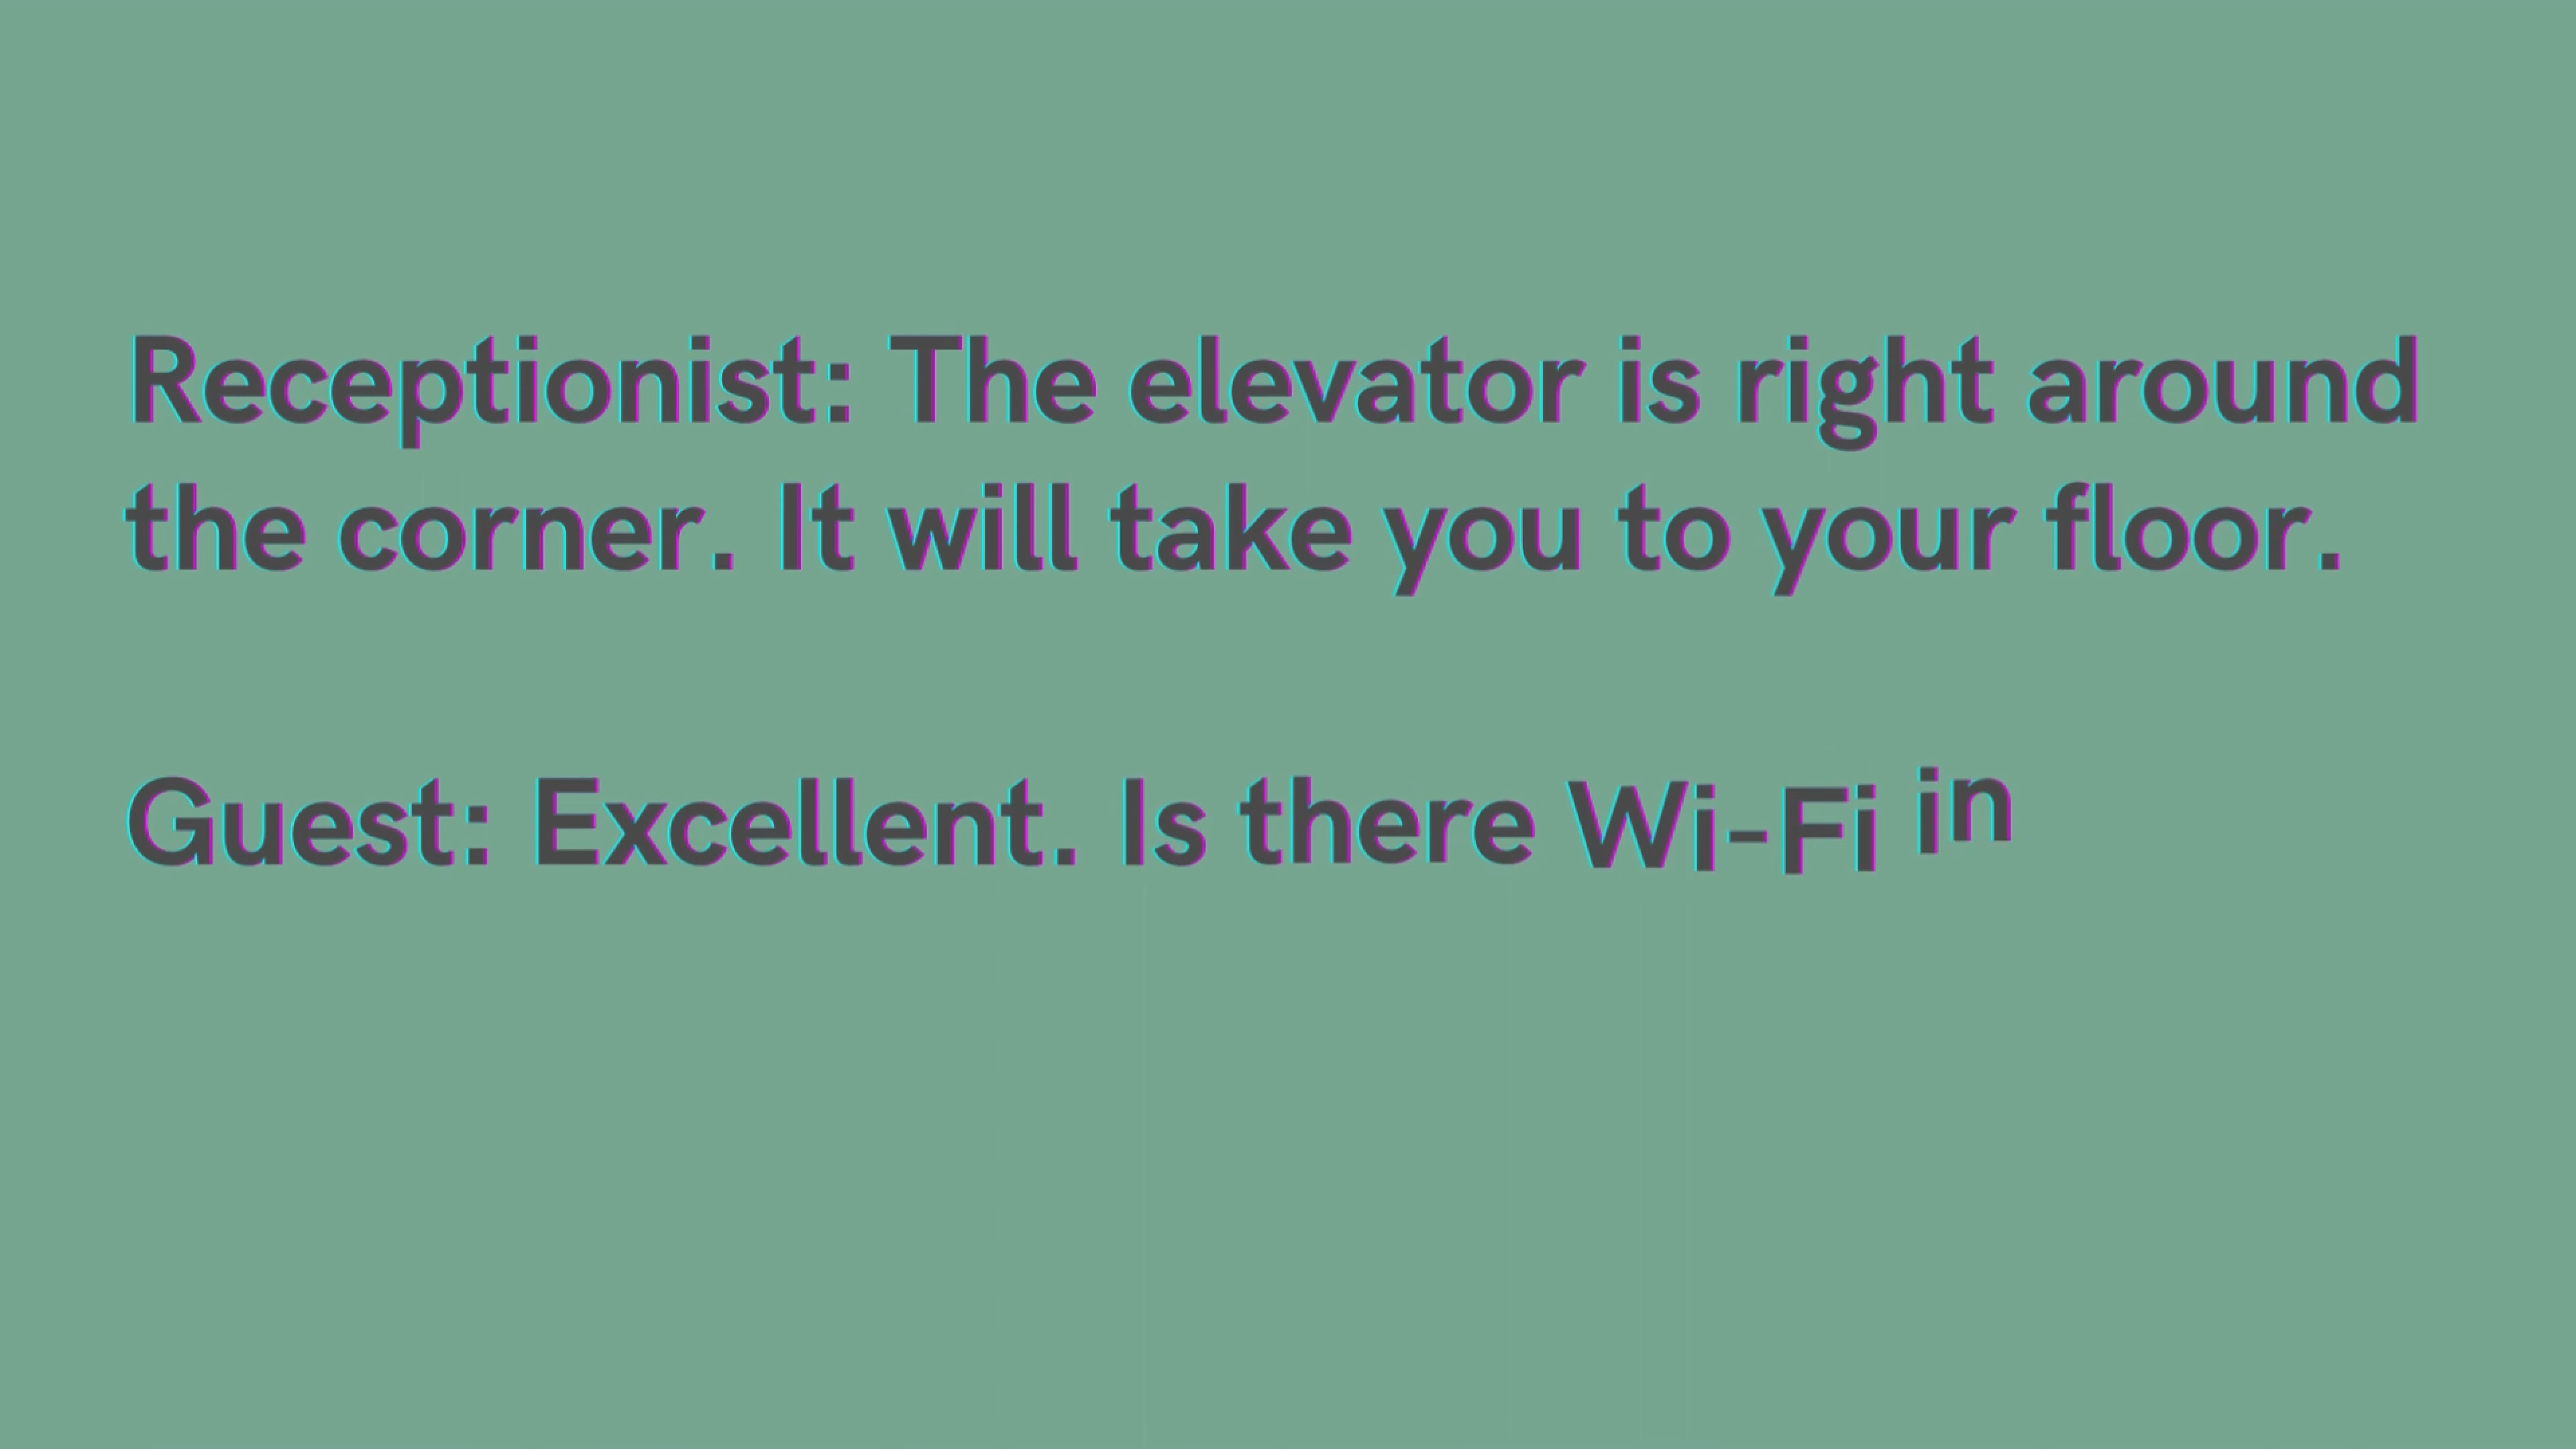 Receptionist: The elevator is right around
the corner. It will take you to your floor.
Guest: Excellent. Is there Wi-Fi in